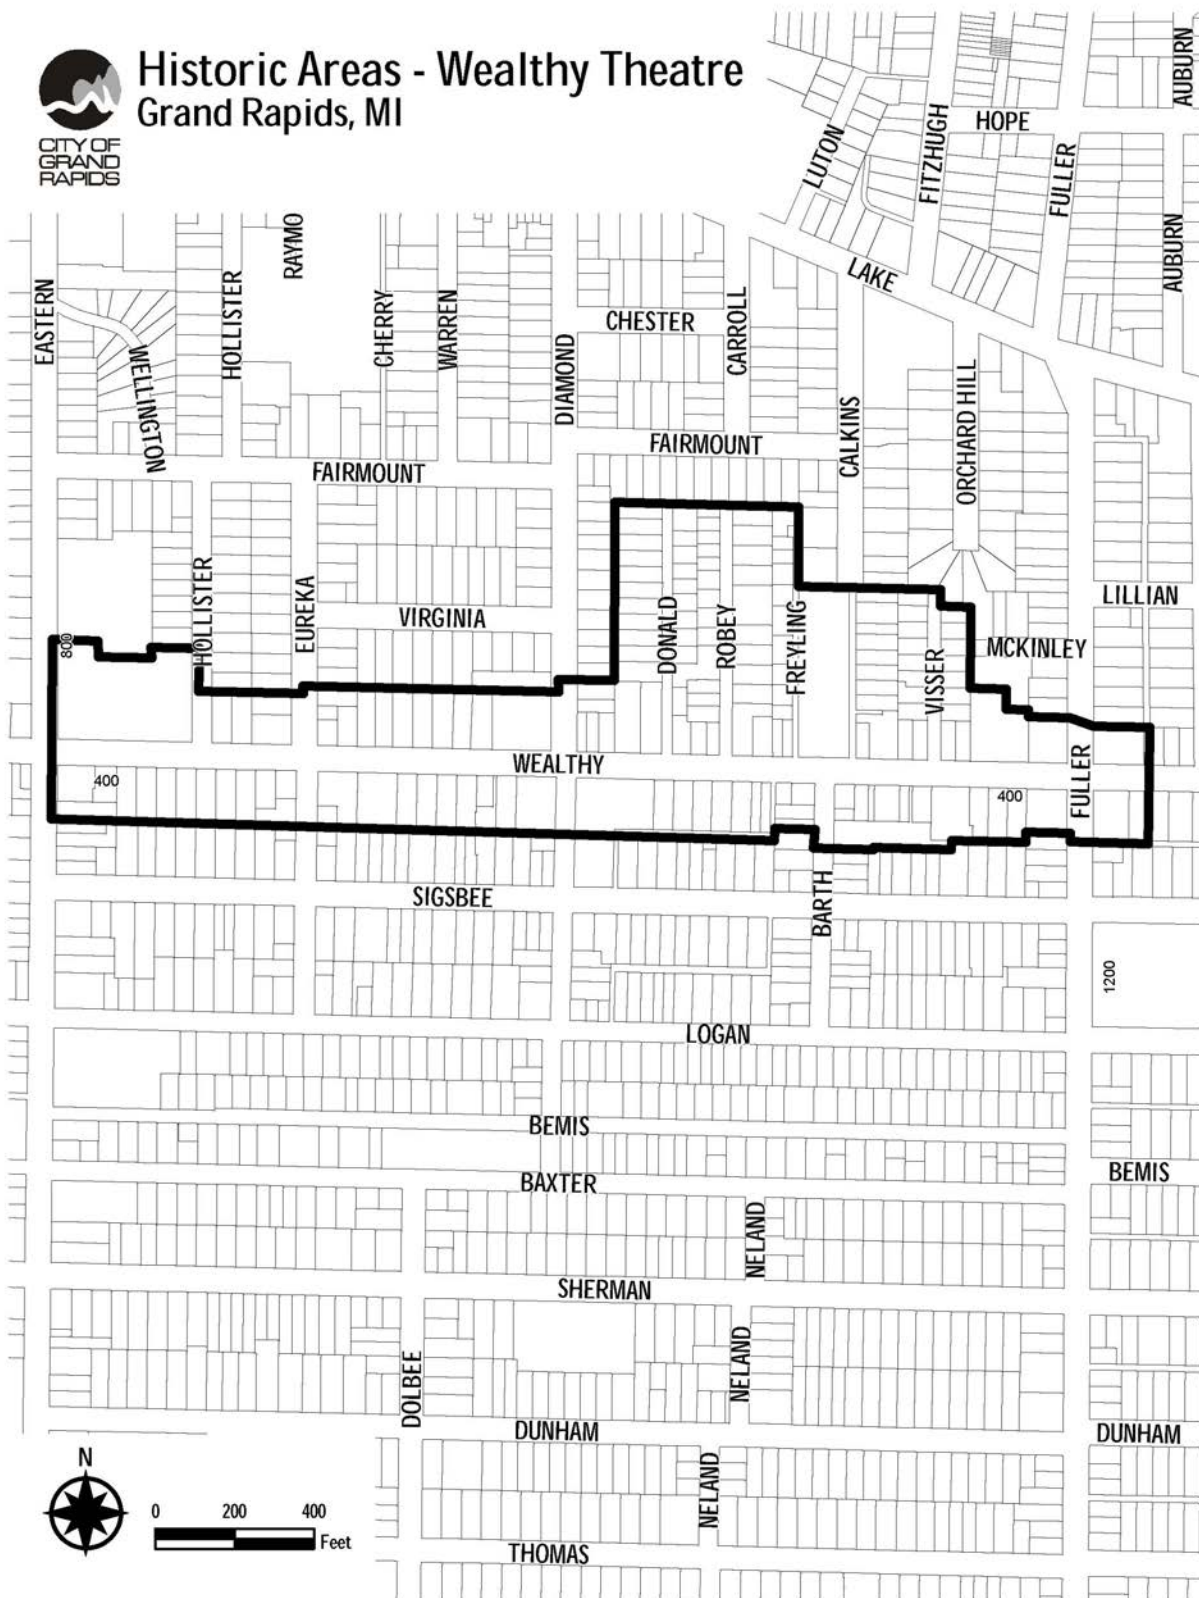 Historic Areas - Wealthy Theatre
Grand Rapids, MI
CITY OF
GRAND
RAPIDS
AUBURN
HOPE
LUTON
FITZHUGH
FULLER
AUBURN
RAYMO
LAKE
EASTERN
HOLLISTER
CHERRY
WARREN
CHESTER
CARROLL
WELLINGTON
DIAMOND
CALKINS
ORCHARD HILL
FAIRMOUNT
FAIRMOUNT
HOLLISTER
EUREKA
VIRGINIA
DONALD
ROBEY
FREYLING
VISSER
MCKINLEY
LILLIAN
800
WEALTHY
400
400
FULLER
SIGSBEE
BARTH
1200
LOGAN
BEMIS
BEMIS
BAXTER
NELAND
SHERMAN
DOLBEE
NELAND
DUNHAM
DUNHAM
NELAND
THOMAS
N
0 200 400
Feet